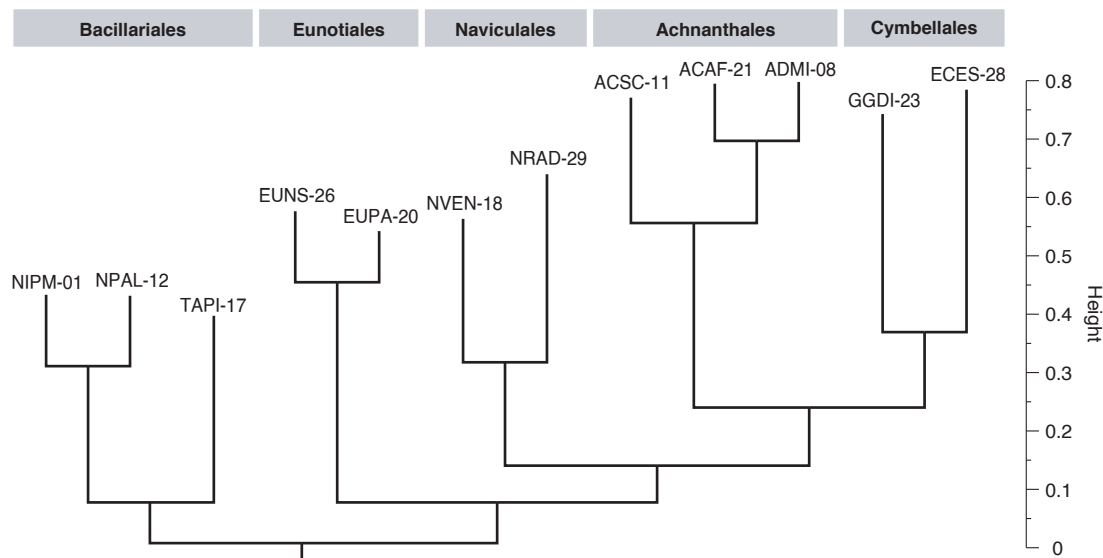 Bacillariales
Eunotiales
Naviculales
Achnanthales
Cymbellales
NIPM-01
NPAL-12
TAPI-17
EUNS-26
EUPA-20
NVEN-18
NRAD-29
ACSC-11
ACAF-21
ADMI-08
GGDI-23
ECES-28
0.8
0.7
0.6
0.5
0.4
0.3
0.2
0.1
0
Height